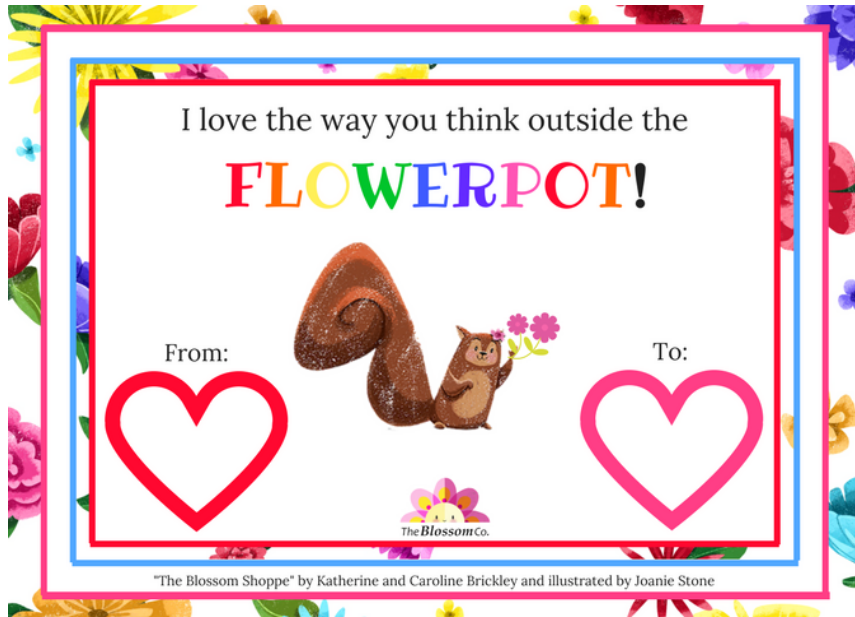 I love the way you think outside the
FLOWERPOT!
From:
To:
The Blossom Co.
"The Blossom Shoppe" by Katherine and Caroline Brickley and illustrated by Joanie Stone